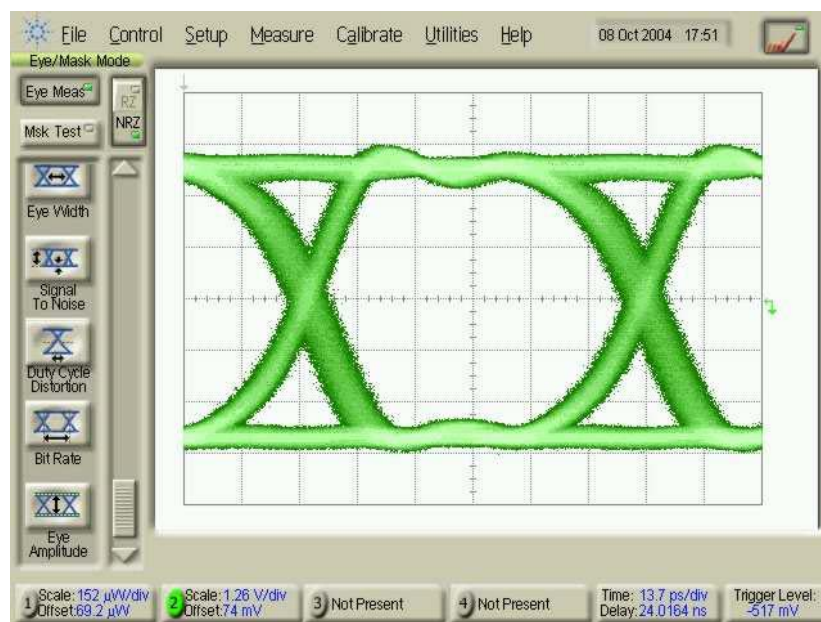 File Control Setup Measure Calibrate Utilities Help 08 Oct 2004 17:51
Eye/Mask Mode
Eye Meas
RZ
NRZ
Msk Test
Eye Width
Signal
To Noise
Duty Cycle
Distortion
Bit Rate
Eye
Amplitude
1 Scale: 152 µW/div
Offset:69.2 µW
2 Scale:1.26 V/div
Offset:74 mV
3 Not Present
4 Not Present
Time: 13.7 ps/div
Delay:24.0164 ns
Trigger Level:
-517 mV